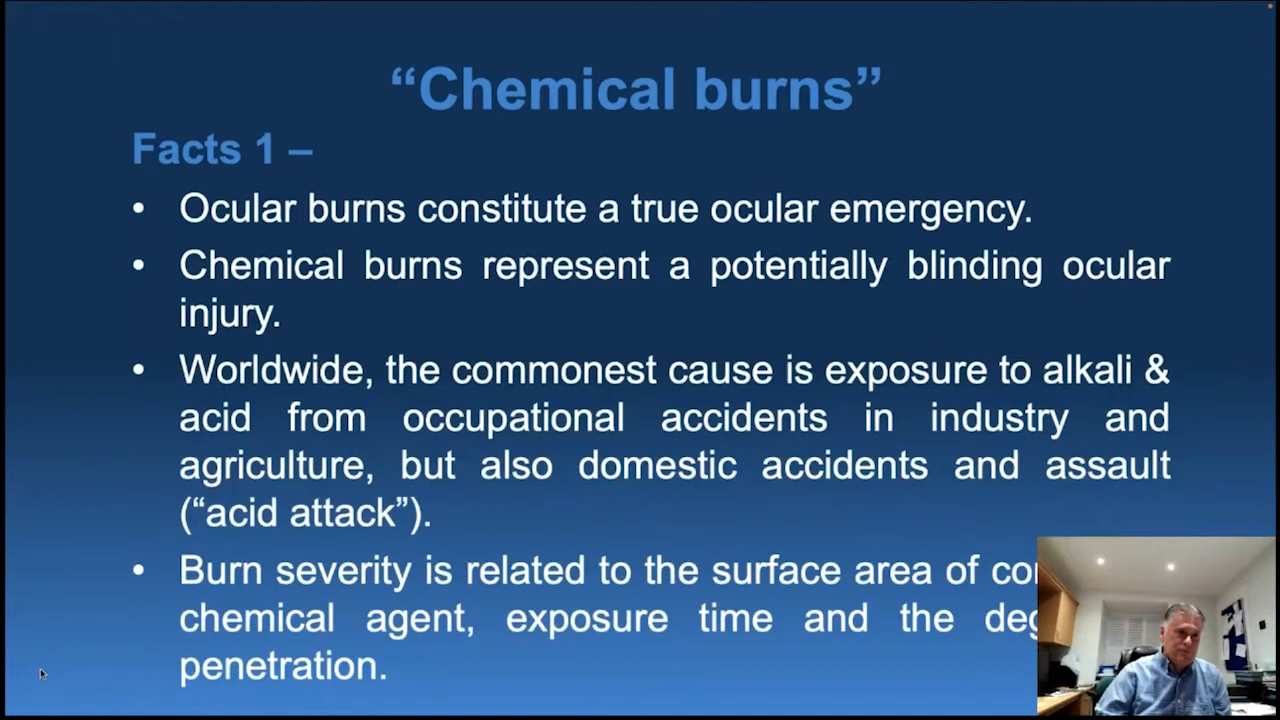 “Chemical burns”
Facts 1 –
• Ocular burns constitute a true ocular emergency.
• Chemical burns represent a potentially blinding ocular
injury.
• Worldwide, the commonest cause is exposure to alkali &
acid from occupational accidents in industry and
agriculture, but also domestic accidents and assault
(“acid attack”).
• Burn severity is related to the surface area of
chemical agent, exposure time and the
penetration.